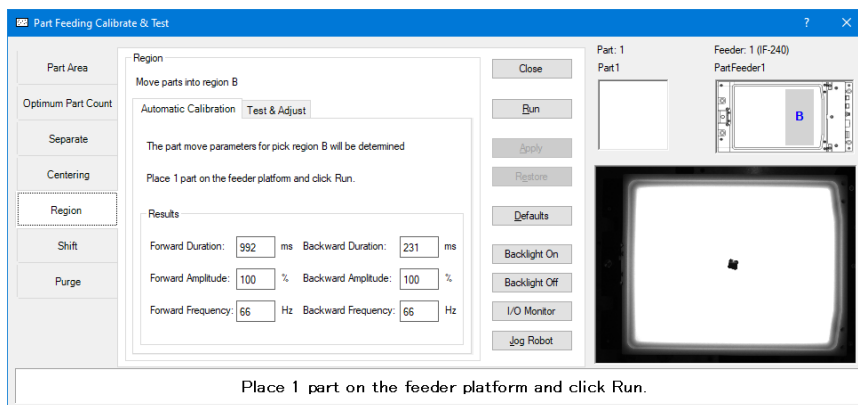 Part Feeding Calibrate & Test
? ×
Part Area
Optimum Part Count
Separate
Centering
Region
Shift
Purge
Region
Move parts into region B
Automatic Calibration
Test & Adjust
The part move parameters for pick region B will be determined
Place 1 part on the feeder platform and click Run.
Results
Forward Duration: 992 ms Backward Duration: 231 ms
Forward Amplitude: 100 % Backward Amplitude: 100 %
Forward Frequency: 66 Hz Backward Frequency: 66 Hz
Close
Run
Apply
Restore
Defaults
Backlight On
Backlight Off
I/O Monitor
Jog Robot
Part: 1
Part1
Feeder: 1 (IF-240)
PartFeeder1
B
Place 1 part on the feeder platform and click Run.